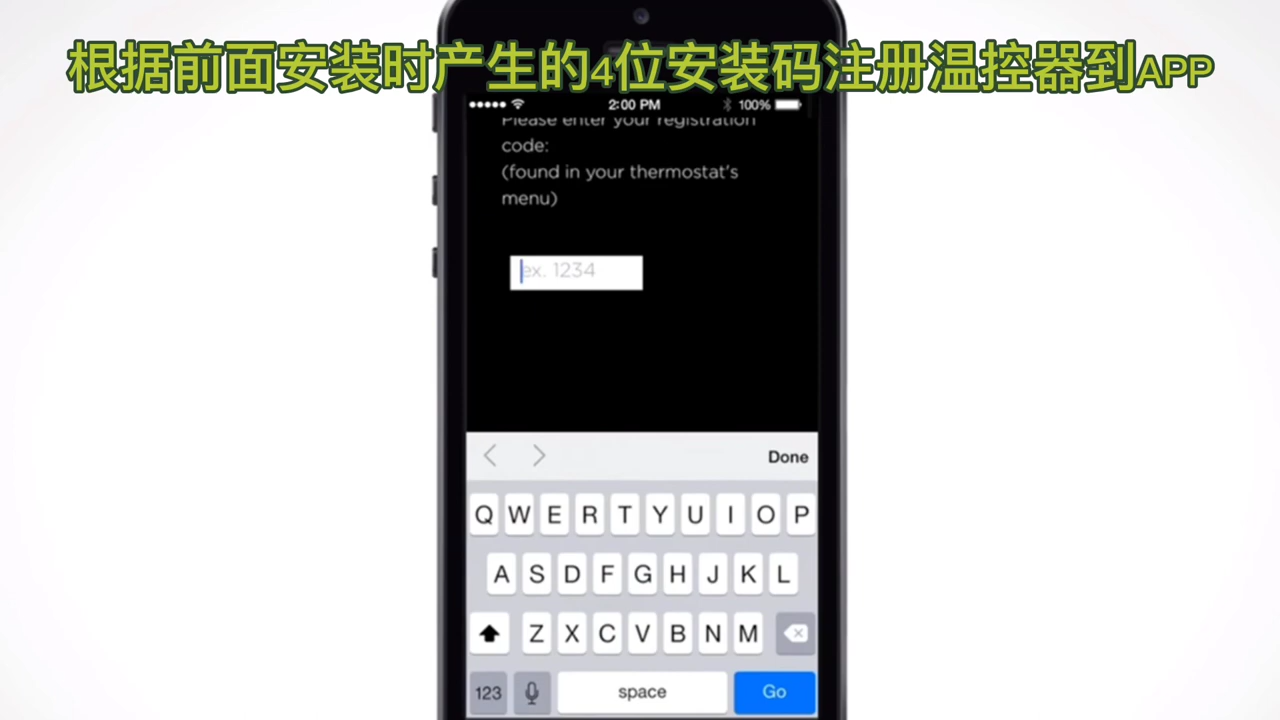 根据前面安装时产生的4位安装码注册温控器到APP
2:00 PM
100%
Please enter your registration
code:
(found in your thermostat's
menu)
ex. 1234
Done
Q W E R T Y U I O P
A S D F G H J K L
Z X C V B N M
123 space Go